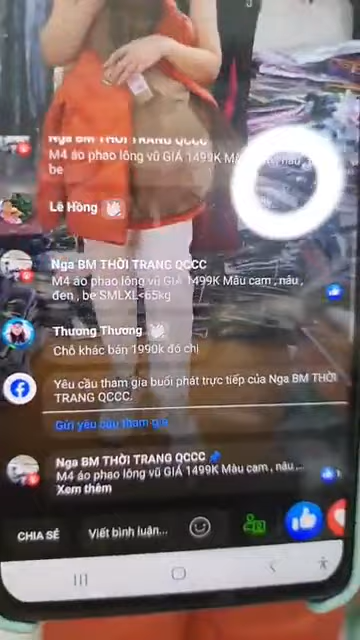 Nga BM THỜI TRANG QCCC
M4 áo phao lông vũ GIÁ 1499K
be
Lê Hồng
Nga BM THỜI TRANG QCCC
M4 áo phao lông vũ GIÁ 1499K Màu cam , nâu ,
đen , be SMLXL<65kg
Thương Thương
Chỗ khác bán 1990k đó chị
Yêu cầu tham gia buổi phát trực tiếp của Nga BM THỜI
TRANG QCCC.
Gửi yêu cầu tham gia
Nga BM THỜI TRANG QCCC
M4 áo phao lông vũ GIÁ 1499K Màu cam , nâu ...
Xem thêm
CHIA SẺ
Viết bình luận...